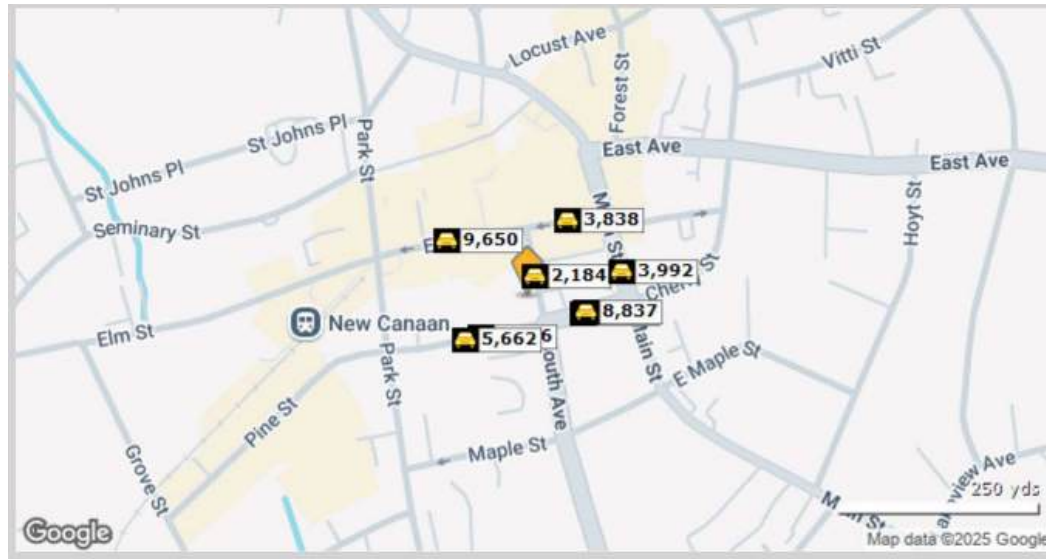 Locust Ave
Forest St
Vitti St
St Johns Pl
Park St
East Ave
East Ave
St Johns Pl
Hoyt St
Seminary St
3,838
9,650
2,184
3,992
8,837
New Canaan
5,662
6
Elm St
Main St
South Ave
E Maple St
Park St
Pine St
Maple St
Grove St
250 yds
Google
Map data ©2025 Google